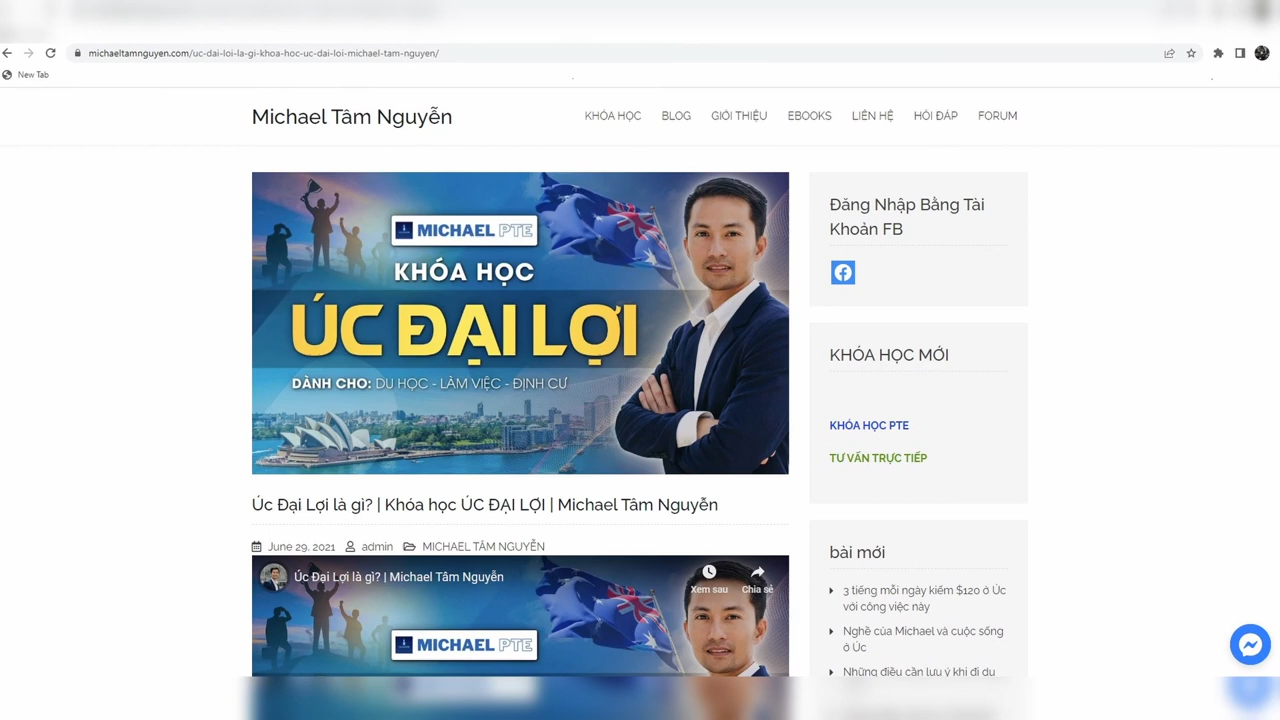 michaeltamnguyen.com/uc-dai-loi-la-gi-khoa-hoc-uc-dai-loi-michael-tam-nguyen/
New Tab
Michael Tâm Nguyễn
KHÓA HỌC BLOG GIỚI THIỆU EBOOKS LIÊN HỆ HỎI ĐÁP FORUM
MICHAEL PTE
KHÓA HỌC
ÚC ĐẠI LỢI
DÀNH CHO: DU HỌC - LÀM VIỆC - ĐỊNH CƯ
Úc Đại Lợi là gì? | Khóa học ÚC ĐẠI LỢI | Michael Tâm Nguyễn
June 29, 2021 admin MICHAEL TÂM NGUYỄN
Úc Đại Lợi là gì? | Michael Tâm Nguyễn
Xem sau Chia sẻ
MICHAEL PTE
Đăng Nhập Bằng Tài
Khoản FB
KHÓA HỌC MỚI
KHÓA HỌC PTE
TƯ VẤN TRỰC TIẾP
bài mới
3 tiếng mỗi ngày kiếm $120 ở Úc
với công việc này
Nghề của Michael và cuộc sống
ở Úc
Những điều cần lưu ý khi đi du